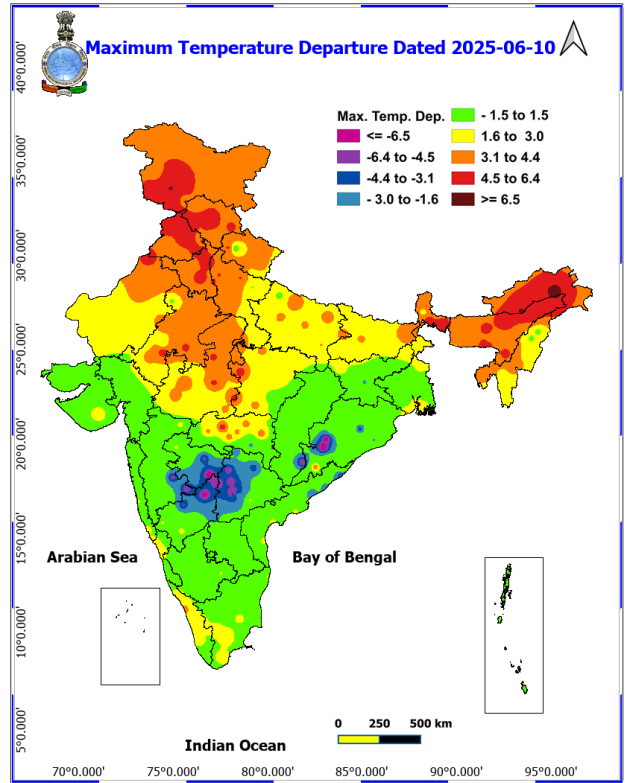 Maximum Temperature Departure Dated 2025-06-10
Max. Temp. Dep.
<= -6.5
-6.4 to -4.5
-4.4 to -3.1
- 3.0 to -1.6
- 1.5 to 1.5
1.6 to 3.0
3.1 to 4.4
4.5 to 6.4
>= 6.5
40°0.000'
35°0.000'
30°0.000'
25°0.000'
20°0.000'
15°0.000'
10°0.000'
5°0.000'
Arabian Sea
Bay of Bengal
Indian Ocean
0 250 500 km
70°0.000' 75°0.000' 80°0.000' 85°0.000' 90°0.000' 95°0.000'